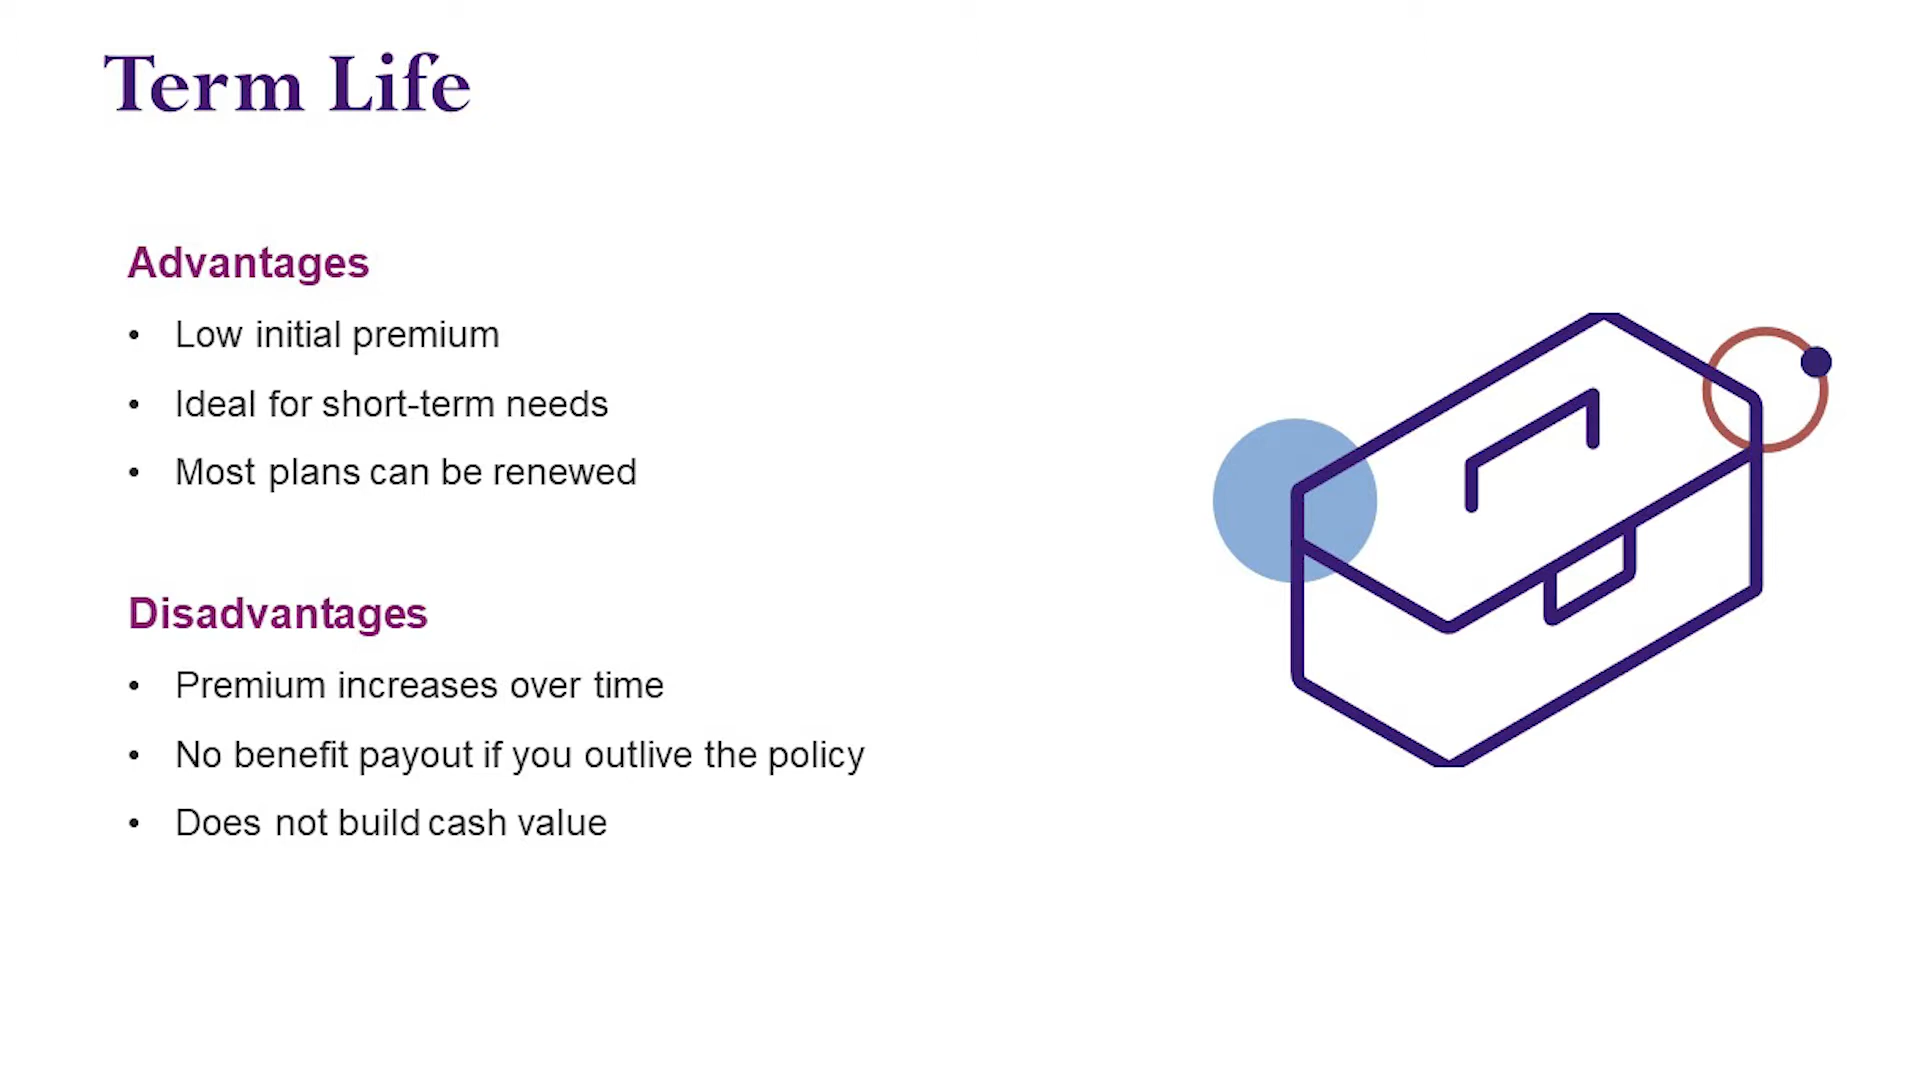 Term Life
Advantages
• Low initial premium
• Ideal for short-term needs
• Most plans can be renewed
Disadvantages
• Premium increases over time
• No benefit payout if you outlive the policy
• Does not build cash value